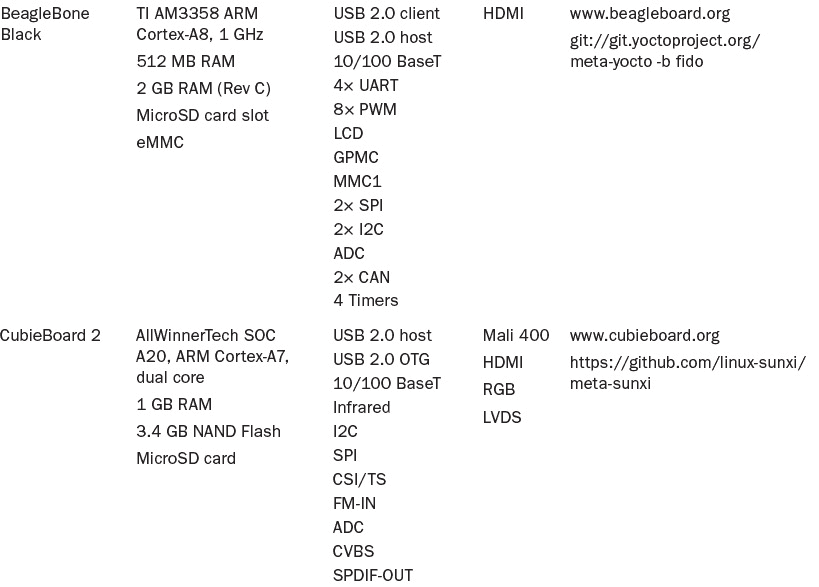 BeagleBone
Black
TI AM3358 ARM
Cortex-A8, 1 GHz
512 MB RAM
2 GB RAM (Rev C)
MicroSD card slot
eMMC
USB 2.0 client
USB 2.0 host
10/100 BaseT
4× UART
8× PWM
LCD
GPMC
MMC1
2× SPI
2× I2C
ADC
2× CAN
4 Timers
HDMI
www.beagleboard.org
git://git.yoctoproject.org/
meta-yocto -b fido
CubieBoard 2
AllWinnerTech SOC
A20, ARM Cortex-A7,
dual core
1 GB RAM
3.4 GB NAND Flash
MicroSD card
USB 2.0 host
USB 2.0 OTG
10/100 BaseT
Infrared
I2C
SPI
CSI/TS
FM-IN
ADC
CVBS
SPDIF-OUT
Mali 400
HDMI
RGB
LVDS
www.cubieboard.org
https://github.com/linux-sunxi/
meta-sunxi